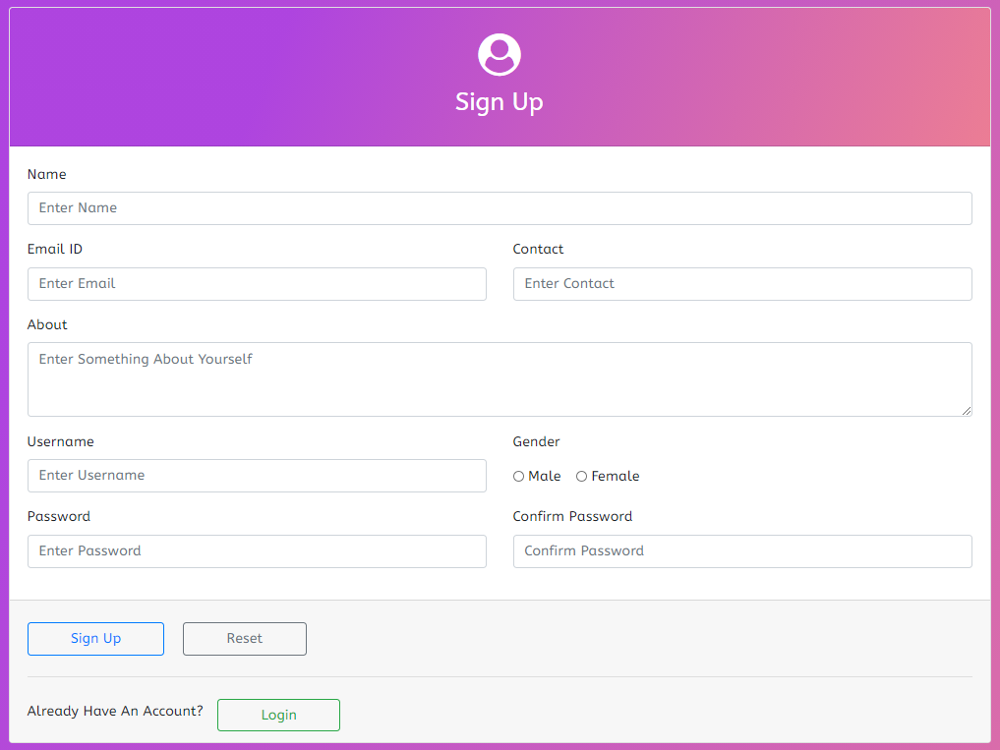 Sign Up
Name
Enter Name
Email ID Contact
Enter Email Enter Contact
About
Enter Something About Yourself
Username Gender
Enter Username Male Female
Password Confirm Password
Enter Password Confirm Password
Sign Up Reset
Already Have An Account? Login